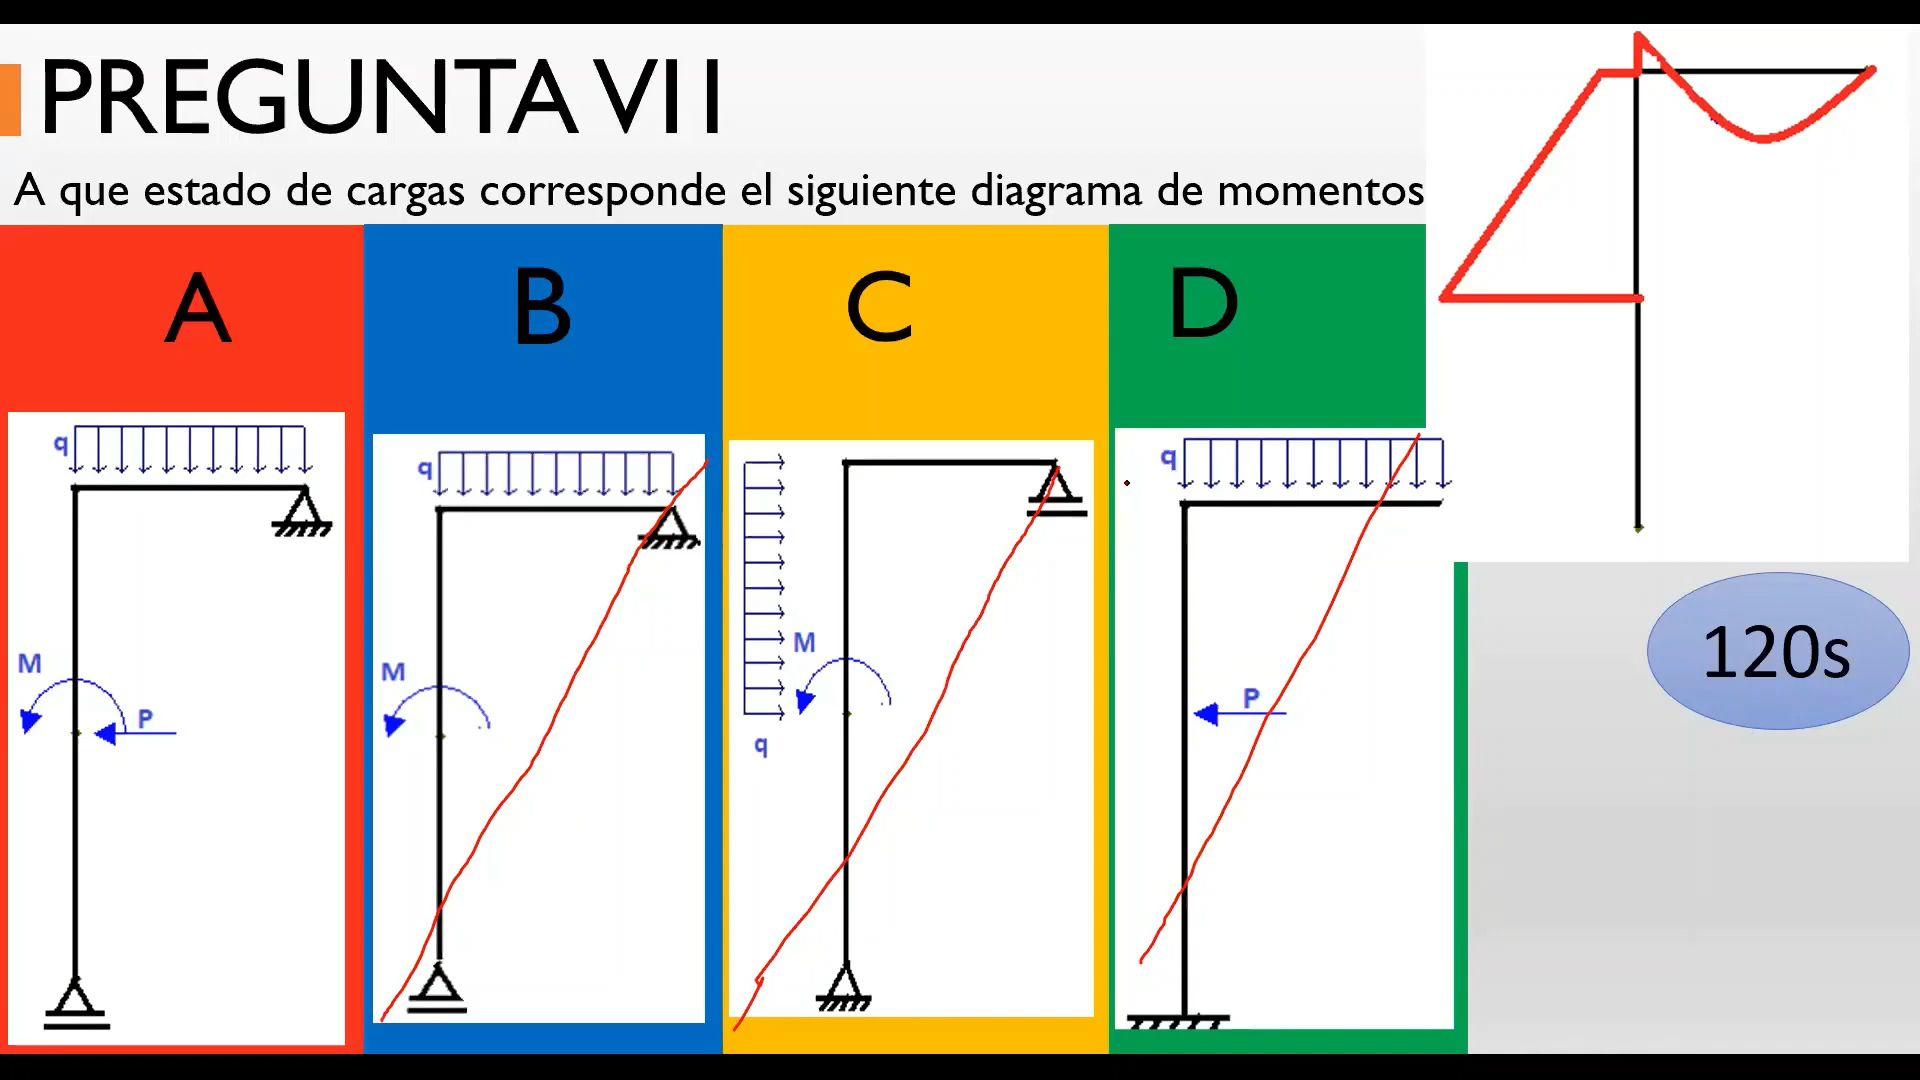 PREGUNTA VII
A que estado de cargas corresponde el siguiente diagrama de momentos
A
B
C
D
q
M
P
q
M
M
q
q
P
120s